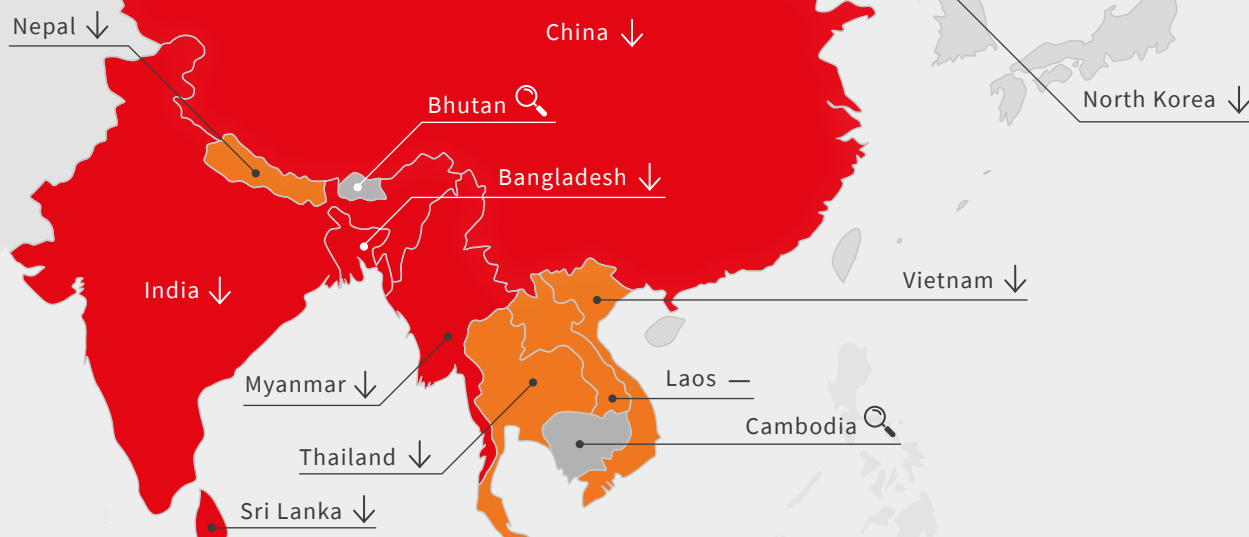 Nepal ↓
China ↓
Bhutan
North Korea ↓
Bangladesh ↓
India ↓
Vietnam ↓
Myanmar ↓
Laos –
Cambodia
Thailand ↓
Sri Lanka ↓